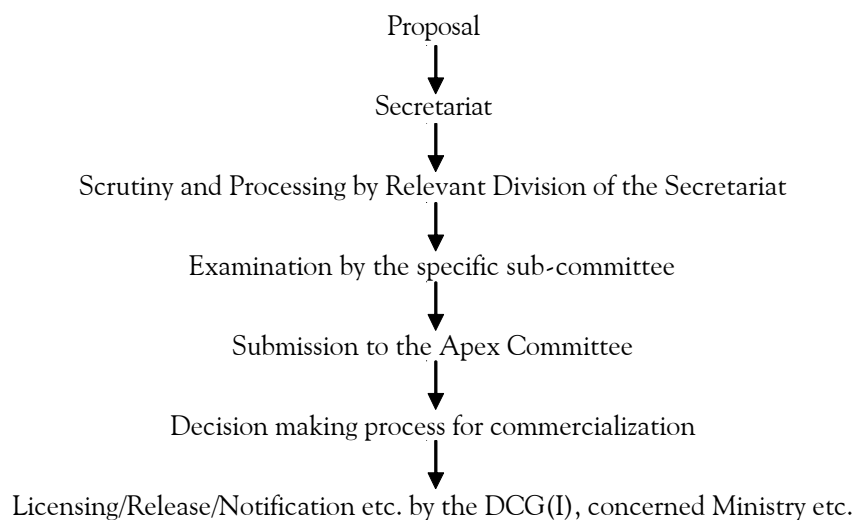 Proposal
Secretariat
Scrutiny and Processing by Relevant Division of the Secretariat
Examination by the specific sub-committee
Submission to the Apex Committee
Decision making process for commercialization
Licensing/Release/Notification etc. by the DCG(I), concerned Ministry etc.